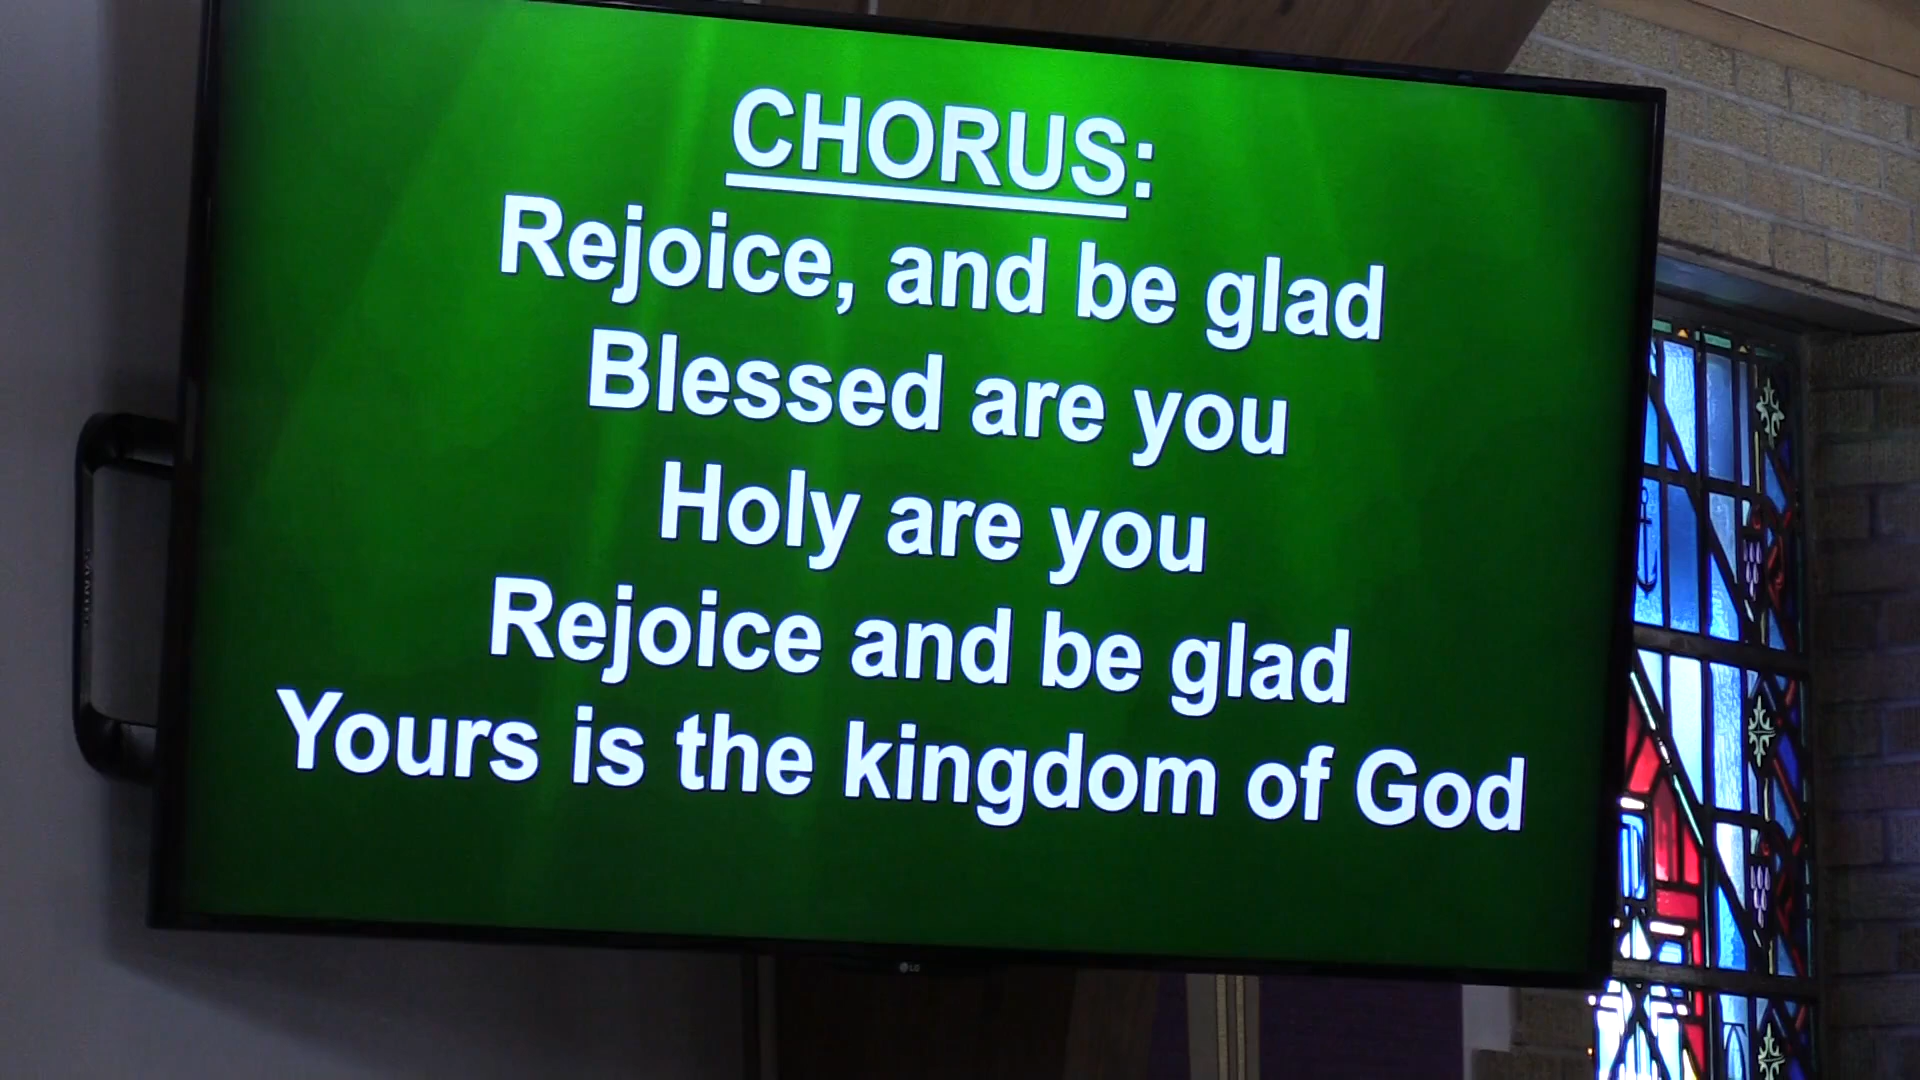 CHORUS:
Rejoice, and be glad
Blessed are you
Holy are you
Rejoice and be glad
Yours is the kingdom of God
LG